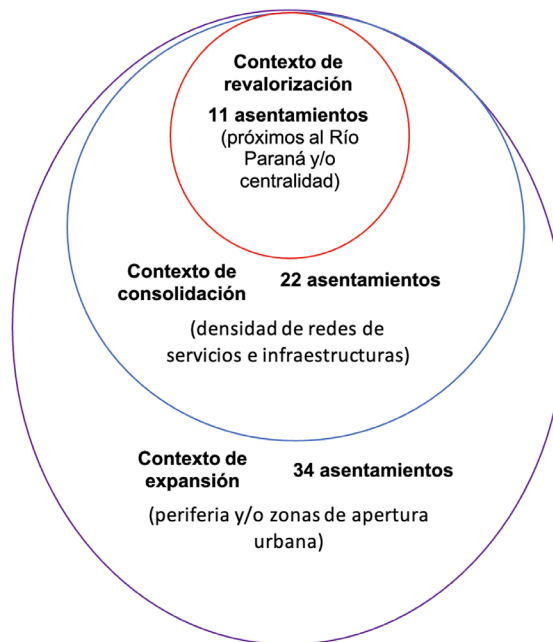 Contexto de
revalorización
11 asentamientos
(próximos al Río
Paraná y/o
centralidad)
Contexto de
consolidación
22 asentamientos
(densidad de redes de
servicios e infraestructuras)
Contexto de
expansión
34 asentamientos
(periferia y/o zonas de apertura
urbana)